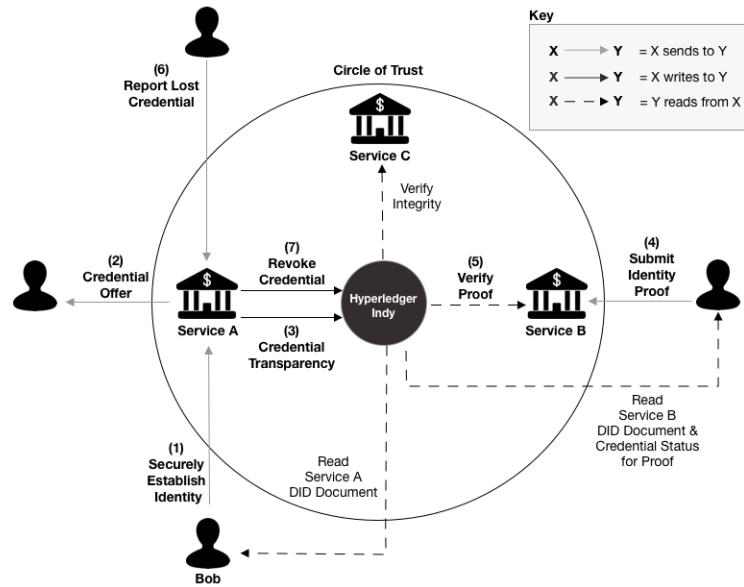 Key
X Y = X sends to Y
X Y = X writes to Y
X Y = Y reads from X
(6)
Report Lost
Credential
Circle of Trust
$
Service C
Verify
Integrity
(2)
Credential
Offer
$
Service A
(7)
Revoke
Credential
(3)
Credential
Transparency
Hyperledger
Indy
(5)
Verify
Proof
$
Service B
(4)
Submit
Identity
Proof
(1)
Securely
Establish
Identity
Read
Service A
DID Document
Read
Service B
DID Document &
Credential Status
for Proof
Bob